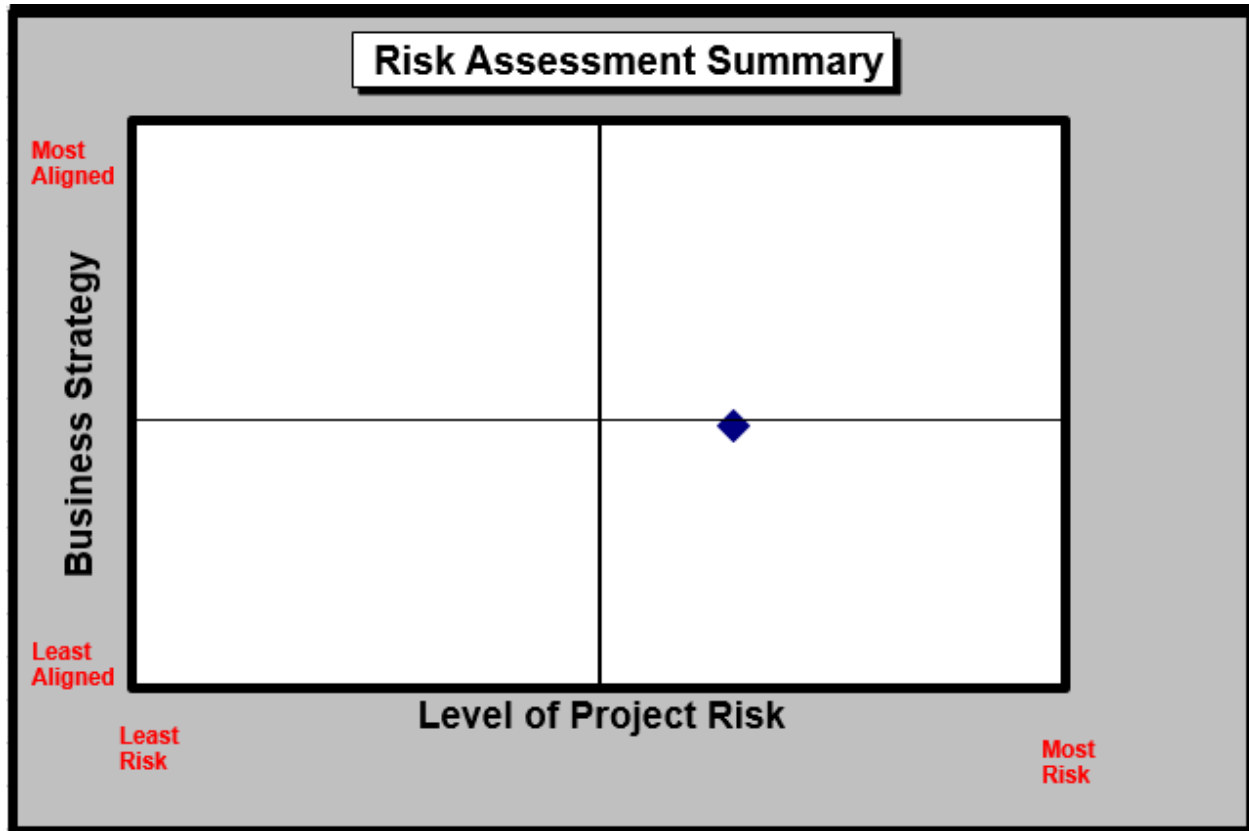 Risk Assessment Summary
Most
Aligned
Business Strategy
Least
Aligned
Level of Project Risk
Least
Risk
Most
Risk